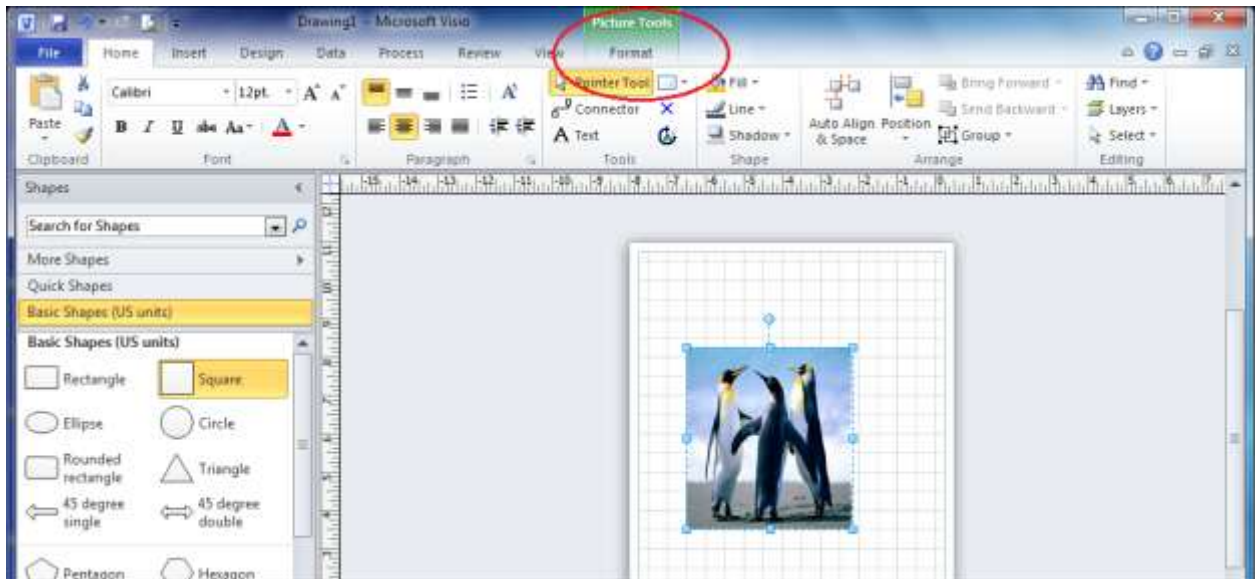 Drawing1 - Microsoft Visio
Picture Tools
File Home Insert Design Data Process Review View Format
Paste
Calibri 12pt. A A
B I U abc Aa A
Pointer Tool
Connector
A Text
Fill
Line
Shadow
Auto Align & Space
Position
Bring Forward
Send Backward
Group
Find
Layers
Select
Clipboard Font Paragraph Tools Shape Arrange Editing
Shapes
Search for Shapes
More Shapes
Quick Shapes
Basic Shapes (US units)
Basic Shapes (US units)
Rectangle Square
Ellipse Circle
Rounded rectangle Triangle
45 degree single 45 degree double
Pentagon Hexagon